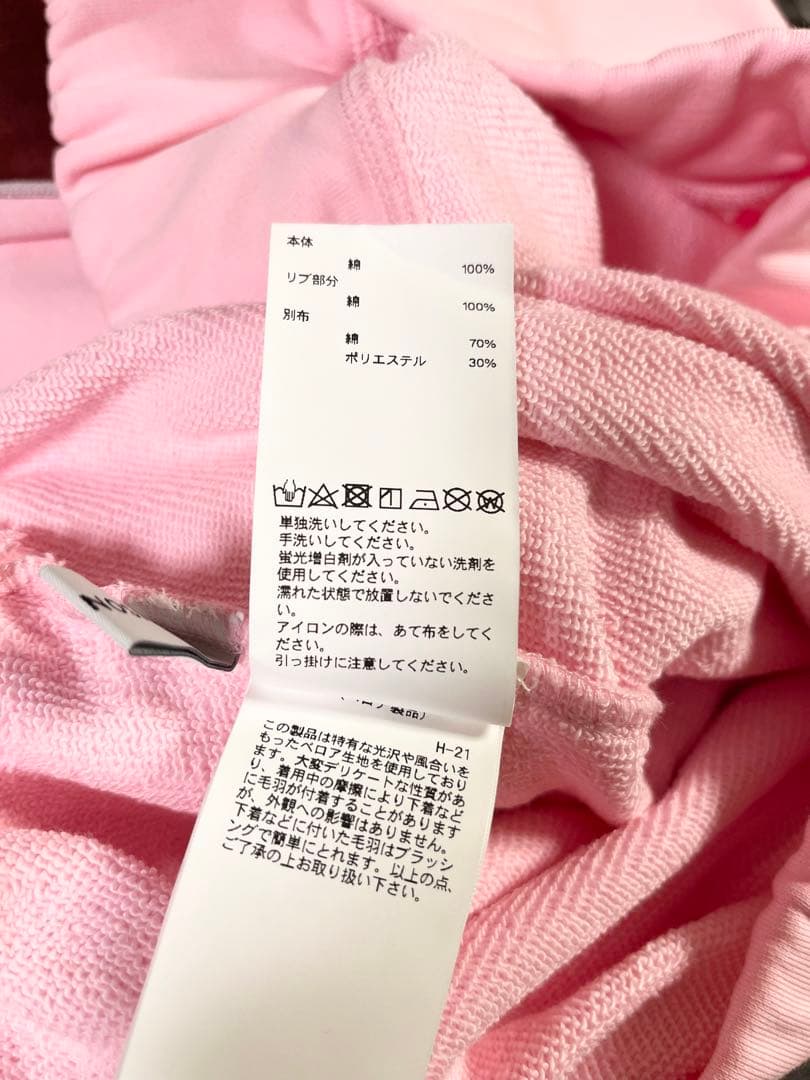 本体
綿 100%
リブ部分
綿 100%
別布
綿 70%
ポリエステル 30%
単独洗いしてください。
手洗いしてください。
蛍光増白剤が入っていない洗剤を
使用してください。
濡れた状態で放置しないでくださ
い。
アイロンの際は、あて布をしてく
ださい。
引っ掛けに注意してください。
製品）
H-21
この製品は特有な光沢や風合いを
もったベロア生地を使用しており
ます。大変デリケートな性質があ
り、着用中の摩擦により下着など
に毛羽が付着することがあります
が、外観への影響はありません。
下着などに付いた毛羽はブラッシ
ングで簡単にとれます。以上の点、
ご了承の上お取り扱い下さい。